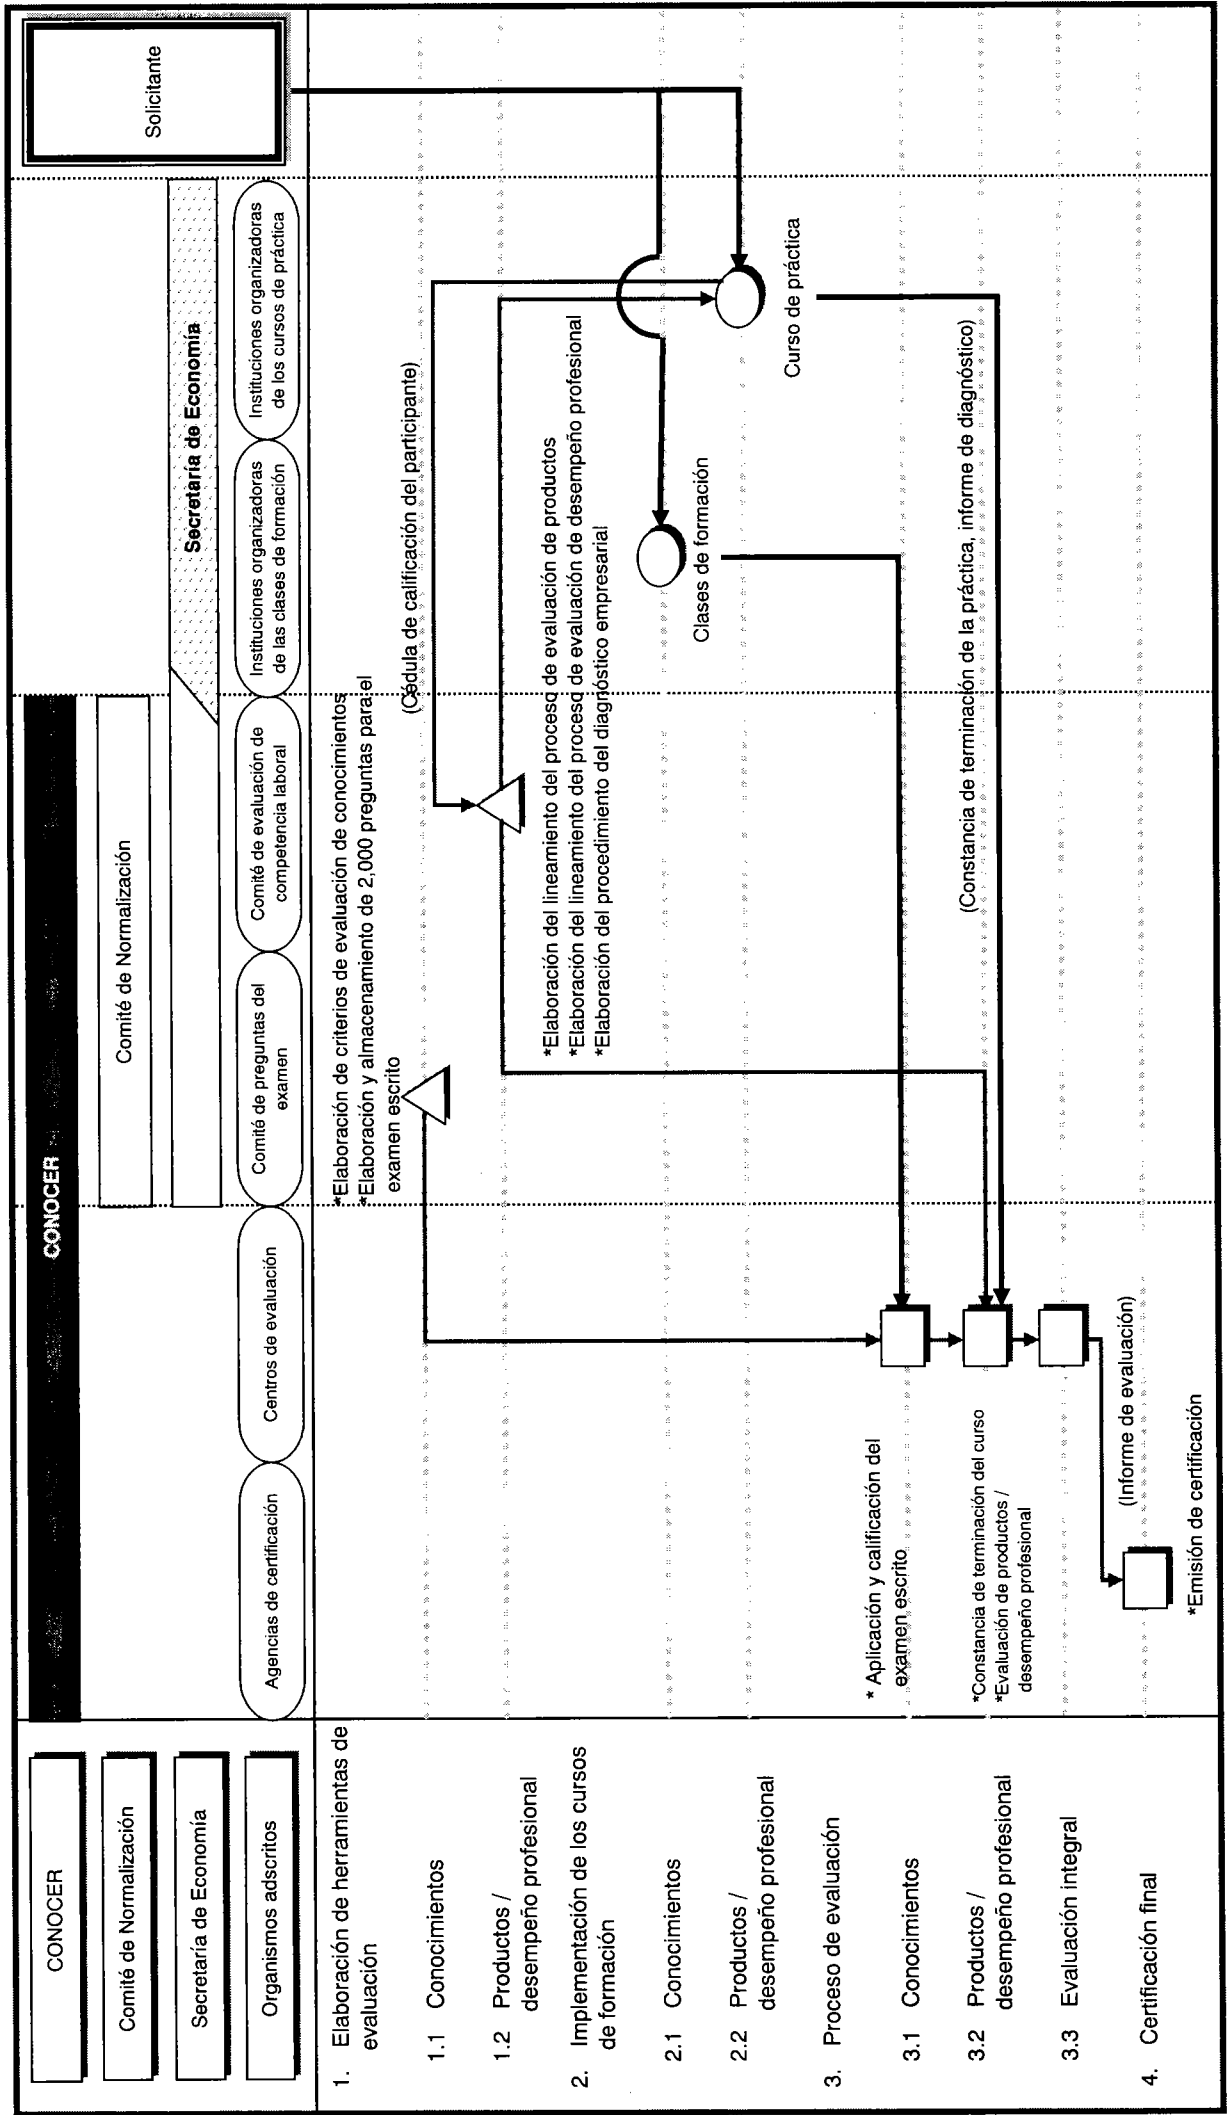 CONOCER
Comité de Normalización
Secretaría de Economía
Organismos adscritos
CONOCER
Comité de Normalización
Secretaría de Economía
Agencias de certificación
Centros de evaluación
Comité de preguntas del
examen
Comité de evaluación de
competencia laboral
Instituciones organizadoras
de las clases de formación
Instituciones organizadoras
de los cursos de práctica
Solicitante
1. Elaboración de herramientas de
evaluación
1.1 Conocimientos
1.2 Productos /
desempeño profesional
2. Implementación de los cursos
de formación
2.1 Conocimientos
2.2 Productos /
desempeño profesional
3. Proceso de evaluación
3.1 Conocimientos
3.2 Productos /
desempeño profesional
3.3 Evaluación integral
4. Certificación final
*Elaboración de criterios de evaluación de conocimientos
*Elaboración y almacenamiento de 2,000 preguntas para el
examen escrito
(Cédula de calificación del participante)
*Elaboración del lineamiento del proceso de evaluación de productos
*Elaboración del lineamiento del proceso de evaluación de desempeño profesional
*Elaboración del procedimiento del diagnóstico empresarial
Clases de formación
Curso de práctica
* Aplicación y calificación del
examen escrito
(Constancia de terminación de la práctica, informe de diagnóstico)
*Constancia de terminación del curso
*Evaluación de productos /
desempeño profesional
(Informe de evaluación)
*Emisión de certificación